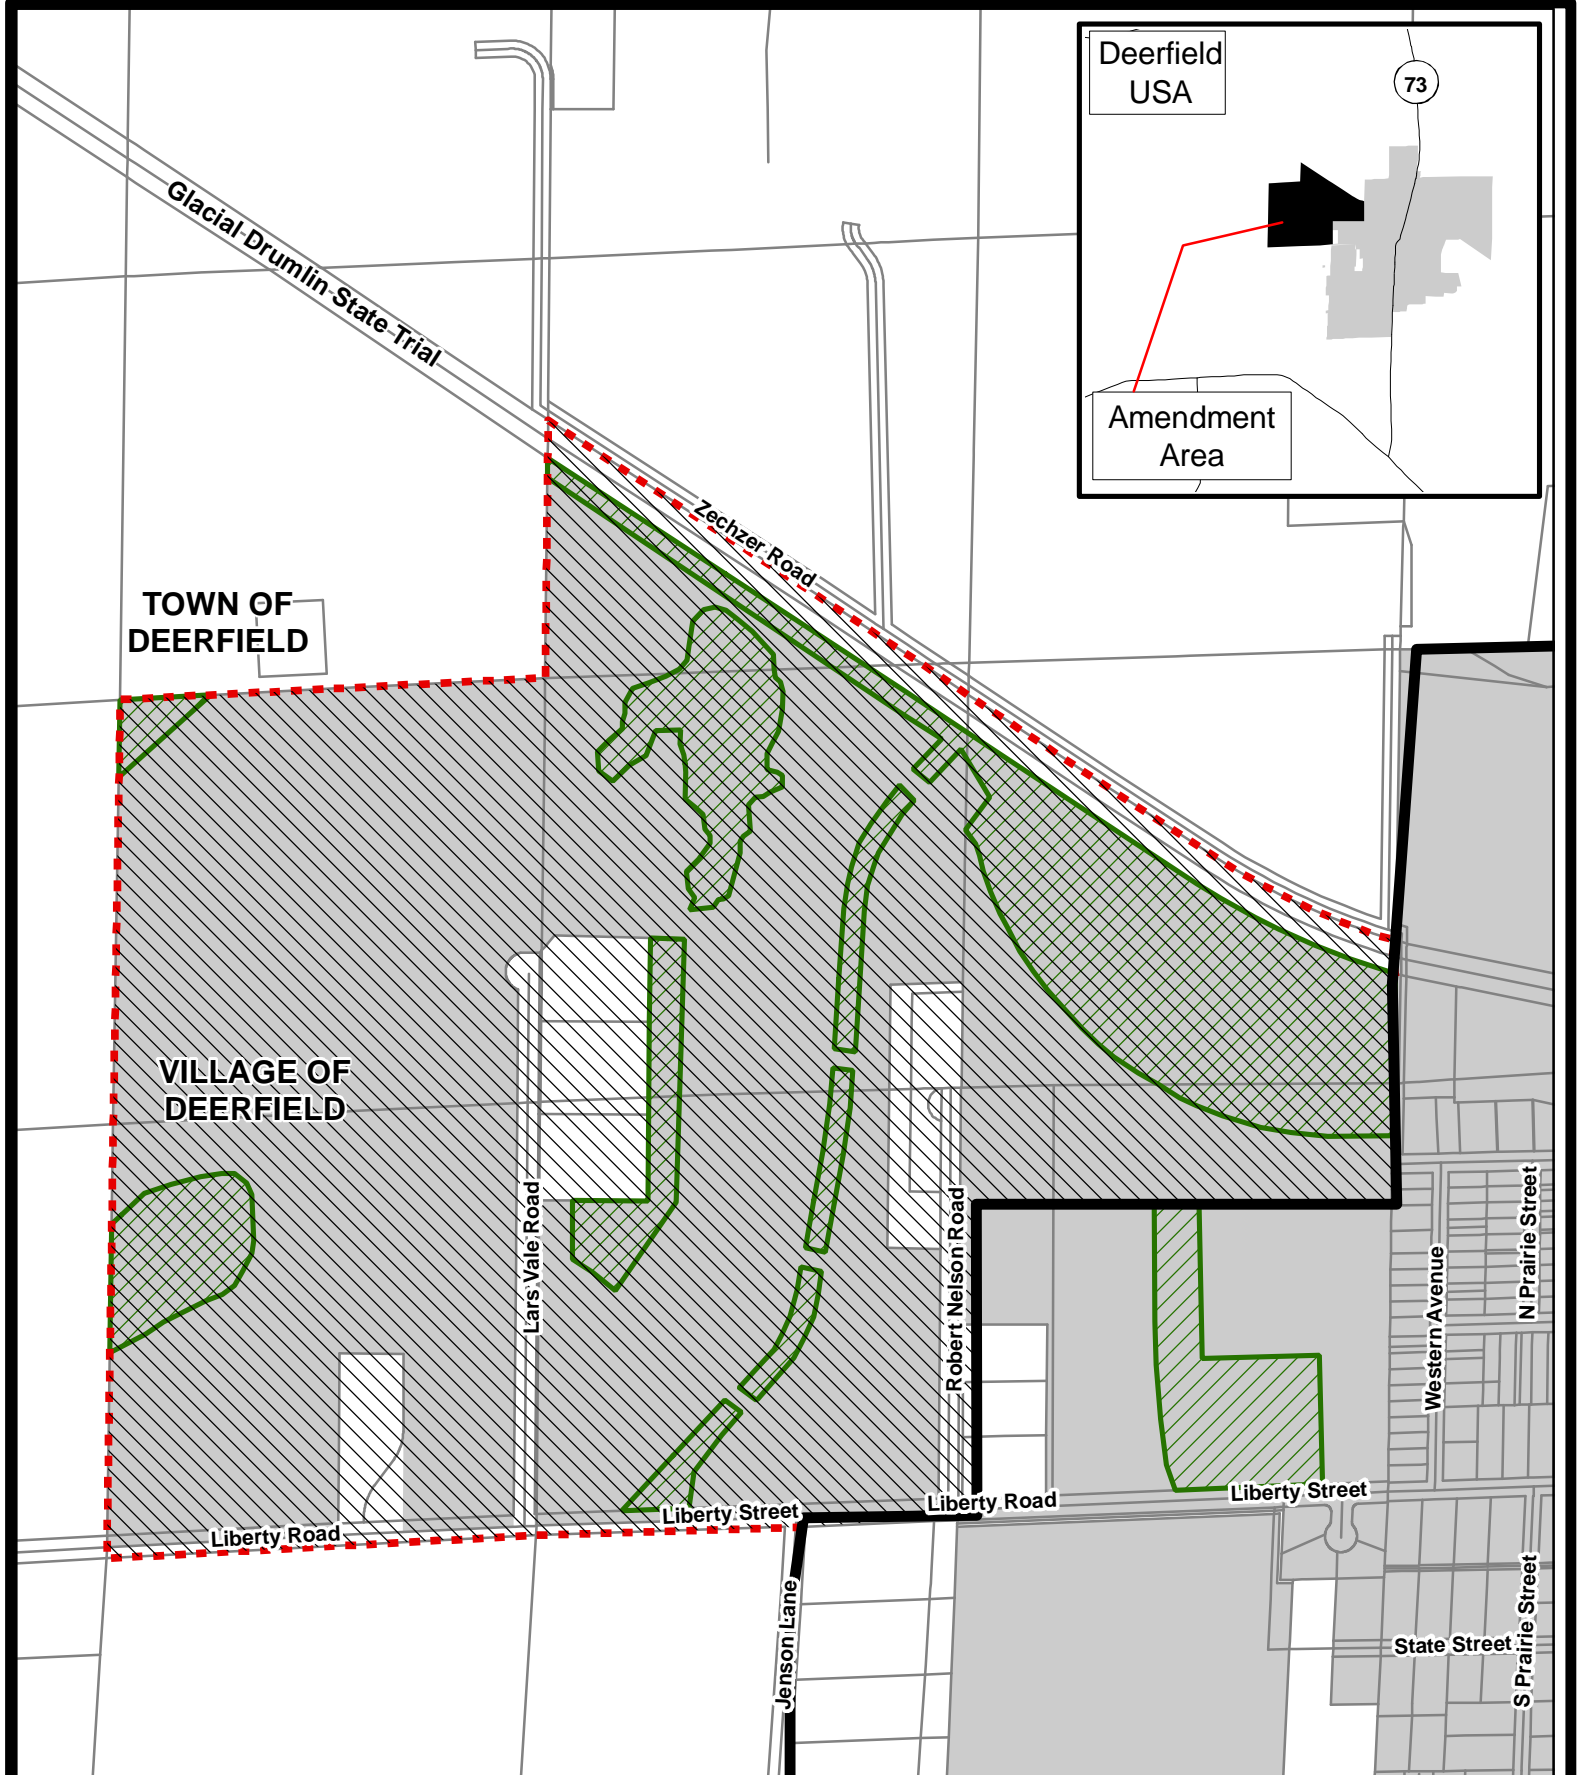 Deerfield
USA
73
Amendment
Area
Glacial Drumlin State Trial
Zechzer Road
TOWN OF
DEERFIELD
VILLAGE OF
DEERFIELD
Lars Vale Road
Robert Nelson Road
Western Avenue
N Prairie Street
Liberty Road
Liberty Street
Liberty Road
Liberty Street
Jenson Lane
State Street
S Prairie Street